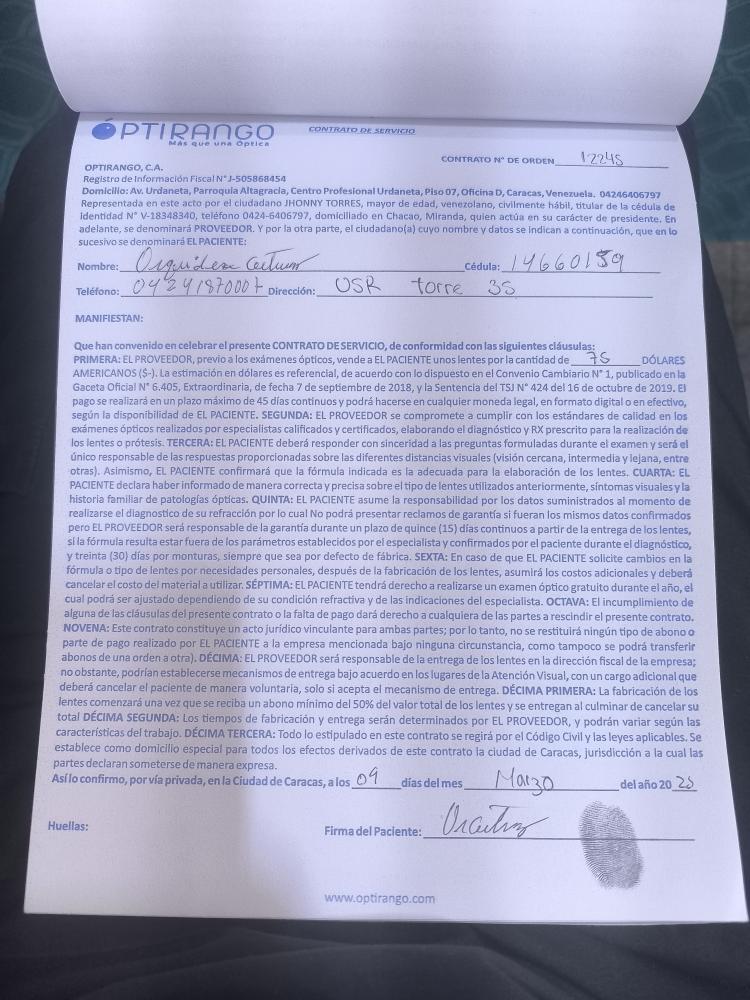 ÓPTIRANGO
Más que una Óptica
CONTRATO DE SERVICIO
CONTRATO N° DE ORDEN 12245
OPTIRANGO, C.A.
Registro de Información Fiscal N° J-505868454
Domicilio: Av. Urdaneta, Parroquia Altagracia, Centro Profesional Urdaneta, Piso 07, Oficina D, Caracas, Venezuela. 04246406797
Representada en este acto por el ciudadano JHONNY TORRES, mayor de edad, venezolano, civilmente hábil, titular de la cédula de
identidad N° V-18348340, teléfono 0424-6406797, domiciliado en Chacao, Miranda, quien actúa en su carácter de presidente. En
adelante, se denominará PROVEEDOR. Y por la otra parte, el ciudadano(a) cuyo nombre y datos se indican a continuación, que en lo
sucesivo se denominará EL PACIENTE:
Nombre: Cédula: 14660159
Teléfono: 04241870007 Dirección: USR torre 35
MANIFIESTAN:
Que han convenido en celebrar el presente CONTRATO DE SERVICIO, de conformidad con las siguientes cláusulas:
PRIMERA: EL PROVEEDOR, previo a los exámenes ópticos, vende a EL PACIENTE unos lentes por la cantidad de 75 DÓLARES
AMERICANOS ($-). La estimación en dólares es referencial, de acuerdo con lo dispuesto en el Convenio Cambiario N° 1, publicado en la
Gaceta Oficial N° 6.405, Extraordinaria, de fecha 7 de septiembre de 2018, y la Sentencia del TSJ N° 424 del 16 de octubre de 2019. El
pago se realizará en un plazo máximo de 45 días continuos y podrá hacerse en cualquier moneda legal, en formato digital o en efectivo,
según la disponibilidad de EL PACIENTE. SEGUNDA: EL PROVEEDOR se compromete a cumplir con los estándares de calidad en los
exámenes ópticos realizados por especialistas calificados y certificados, elaborando el diagnóstico y RX prescrito para la realización de
los lentes o prótesis. TERCERA: EL PACIENTE deberá responder con sinceridad a las preguntas formuladas durante el examen y será el
único responsable de las respuestas proporcionadas sobre las diferentes distancias visuales (visión cercana, intermedia y lejana, entre
otras). Asimismo, EL PACIENTE confirmará que la fórmula indicada es la adecuada para la elaboración de los lentes. CUARTA: EL
PACIENTE declara haber informado de manera correcta y precisa sobre el tipo de lentes utilizados anteriormente, síntomas visuales y la
historia familiar de patologías ópticas. QUINTA: EL PACIENTE asume la responsabilidad por los datos suministrados al momento de
realizarse el diagnostico de su refracción por lo cual No podrá presentar reclamos de garantía si fueran los mismos datos confirmados
pero EL PROVEEDOR será responsable de la garantía durante un plazo de quince (15) días continuos a partir de la entrega de los lentes,
si la fórmula resulta estar fuera de los parámetros establecidos por el especialista y confirmados por el paciente durante el diagnóstico,
y treinta (30) días por monturas, siempre que sea por defecto de fábrica. SEXTA: En caso de que EL PACIENTE solicite cambios en la
fórmula o tipo de lentes por necesidades personales, después de la fabricación de los lentes, asumirá los costos adicionales y deberá
cancelar el costo del material a utilizar. SÉPTIMA: EL PACIENTE tendrá derecho a realizarse un examen óptico gratuito durante el año, el
cual podrá ser ajustado dependiendo de su condición refractiva y de las indicaciones del especialista. OCTAVA: El incumplimiento de
alguna de las cláusulas del presente contrato o la falta de pago dará derecho a cualquiera de las partes a rescindir el presente contrato.
NOVENA: Este contrato constituye un acto jurídico vinculante para ambas partes; por lo tanto, no se restituirá ningún tipo de abono o
parte de pago realizado por EL PACIENTE a la empresa mencionada bajo ninguna circunstancia, como tampoco se podrá transferir
abonos de una orden a otra). DÉCIMA: EL PROVEEDOR será responsable de la entrega de los lentes en la dirección fiscal de la empresa;
no obstante, podrían establecerse mecanismos de entrega bajo acuerdo en los lugares de la Atención Visual, con un cargo adicional que
deberá cancelar el paciente de manera voluntaria, solo si acepta el mecanismo de entrega. DÉCIMA PRIMERA: La fabricación de los
lentes comenzará una vez que se reciba un abono mínimo del 50% del valor total de los lentes y se entregan al culminar de cancelar su
total DÉCIMA SEGUNDA: Los tiempos de fabricación y entrega serán determinados por EL PROVEEDOR, y podrán variar según las
características del trabajo. DÉCIMA TERCERA: Todo lo estipulado en este contrato se regirá por el Código Civil y las leyes aplicables. Se
establece como domicilio especial para todos los efectos derivados de este contrato la ciudad de Caracas, jurisdicción a la cual las
partes declaran someterse de manera expresa.
Así lo confirmo, por vía privada, en la Ciudad de Caracas, a los 09 días del mes Marzo del año 2025
Huellas:
Firma del Paciente:
www.optirango.com